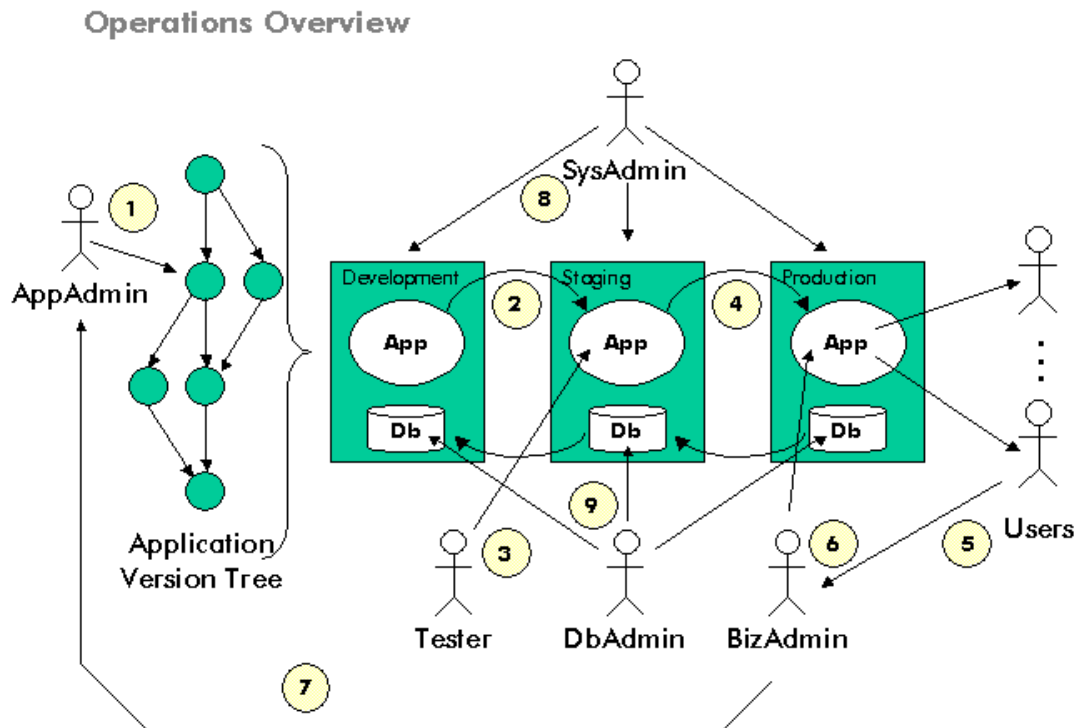 Operations Overview
SysAdmin
1
8
AppAdmin
Development
Staging
Production
2
4
App
App
App
Db
Db
Db
9
Application
Version Tree
3
6
5
Users
Tester
DbAdmin
BizAdmin
7